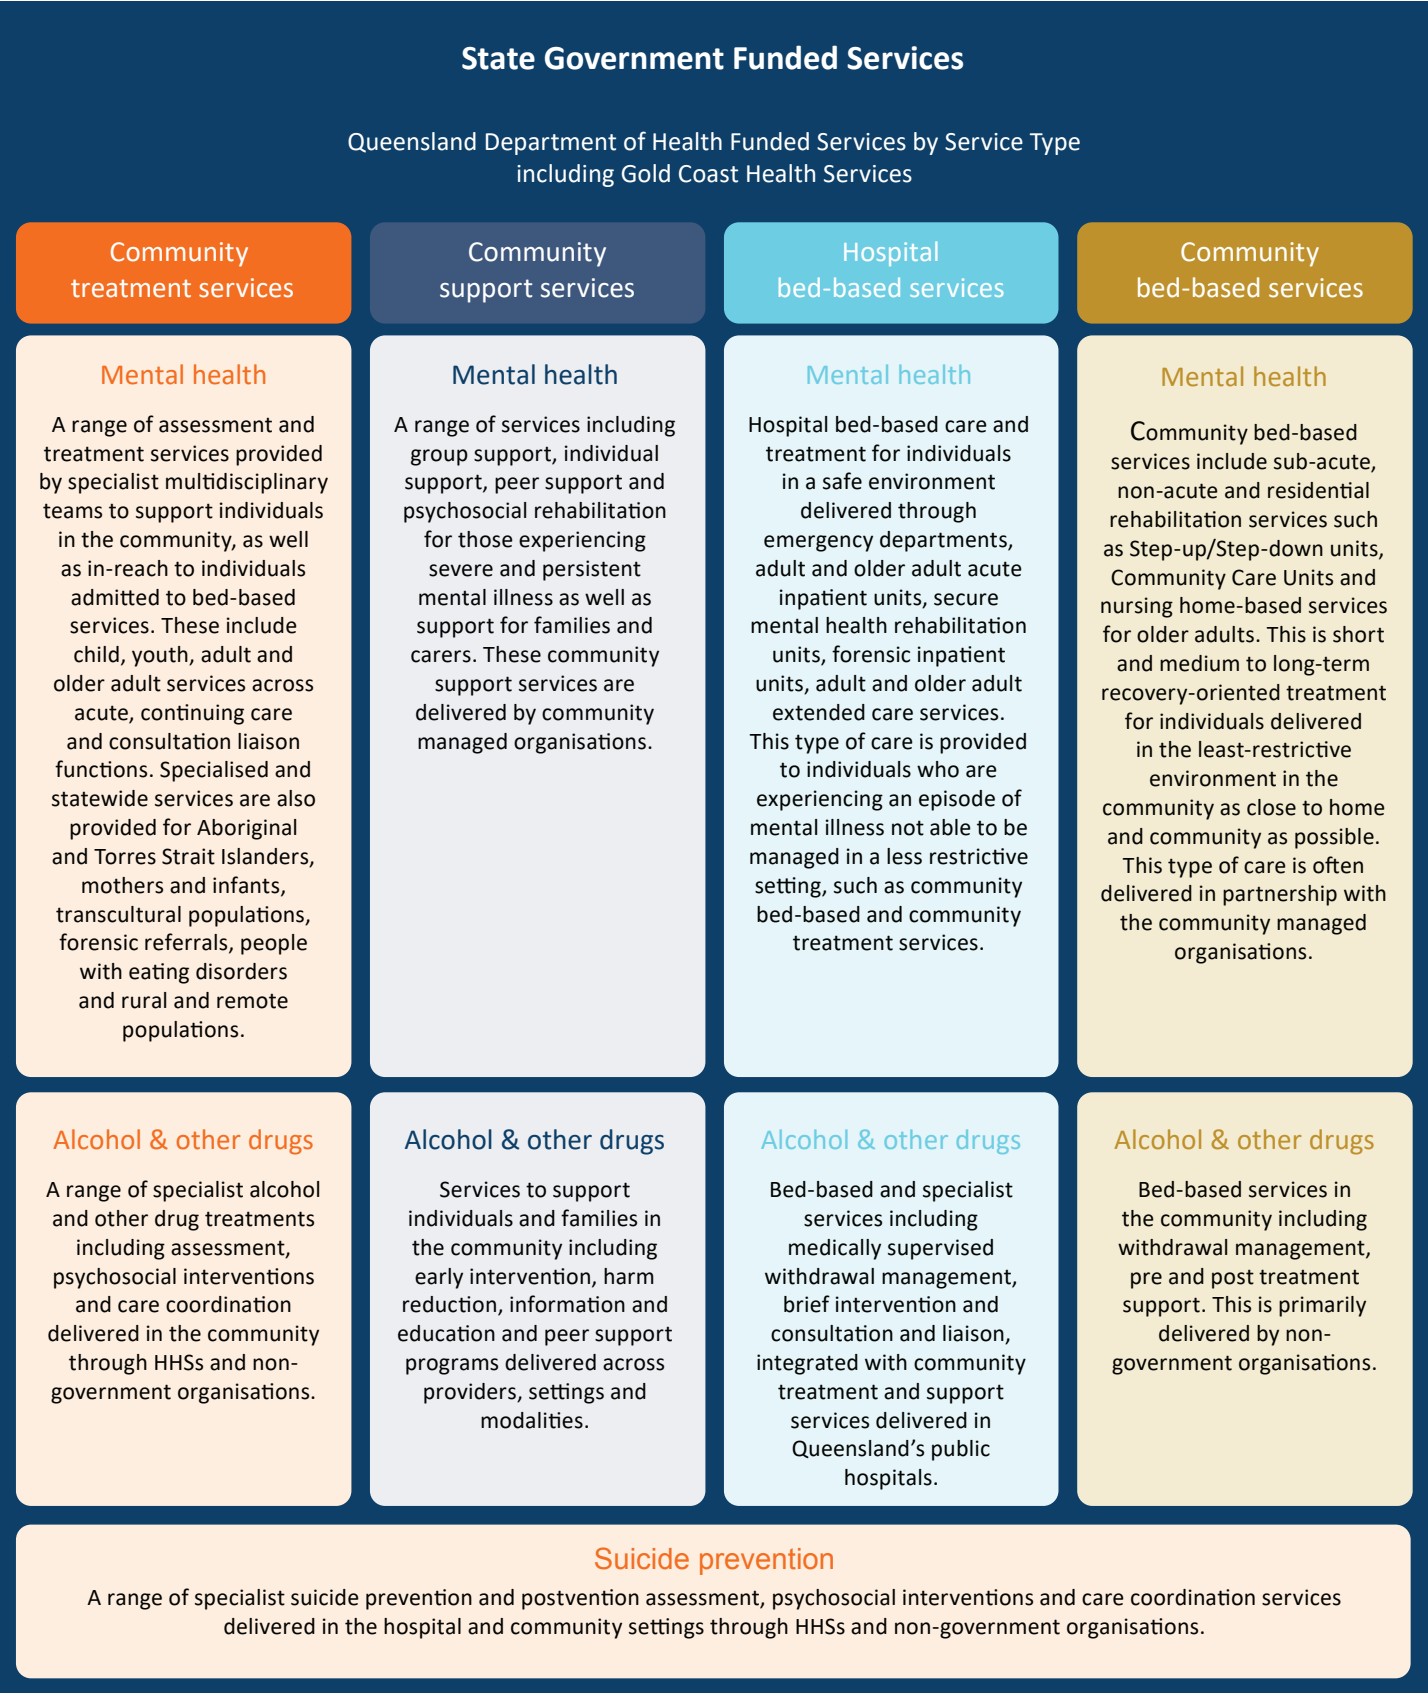 State Government Funded Services
Queensland Department of Health Funded Services by Service Type
including Gold Coast Health Services
Community
treatment services
Community
support services
Hospital
bed-based services
Community
bed-based services
Mental health
A range of assessment and
treatment services provided
by specialist multidisciplinary
teams to support individuals
in the community, as well
as in-reach to individuals
admitted to bed-based
services. These include
child, youth, adult and
older adult services across
acute, continuing care
and consultation liaison
functions. Specialised and
statewide services are also
provided for Aboriginal
and Torres Strait Islanders,
mothers and infants,
transcultural populations,
forensic referrals, people
with eating disorders
and rural and remote
populations.
Mental health
A range of services including
group support, individual
support, peer support and
psychosocial rehabilitation
for those experiencing
severe and persistent
mental illness as well as
support for families and
carers. These community
support services are
delivered by community
managed organisations.
Mental health
Hospital bed-based care and
treatment for individuals
in a safe environment
delivered through
emergency departments,
adult and older adult acute
inpatient units, secure
mental health rehabilitation
units, forensic inpatient
units, adult and older adult
extended care services.
This type of care is provided
to individuals who are
experiencing an episode of
mental illness not able to be
managed in a less restrictive
setting, such as community
bed-based and community
treatment services.
Mental health
Community bed-based
services include sub-acute,
non-acute and residential
rehabilitation services such
as Step-up/Step-down units,
Community Care Units and
nursing home-based services
for older adults. This is short
and medium to long-term
recovery-oriented treatment
for individuals delivered
in the least-restrictive
environment in the
community as close to home
and community as possible.
This type of care is often
delivered in partnership with
the community managed
organisations.
Alcohol & other drugs
A range of specialist alcohol
and other drug treatments
including assessment,
psychosocial interventions
and care coordination
delivered in the community
through HHSs and non-
government organisations.
Alcohol & other drugs
Services to support
individuals and families in
the community including
early intervention, harm
reduction, information and
education and peer support
programs delivered across
providers, settings and
modalities.
Alcohol & other drugs
Bed-based and specialist
services including
medically supervised
withdrawal management,
brief intervention and
consultation and liaison,
integrated with community
treatment and support
services delivered in
Queensland’s public
hospitals.
Alcohol & other drugs
Bed-based services in
the community including
withdrawal management,
pre and post treatment
support. This is primarily
delivered by non-
government organisations.
Suicide prevention
A range of specialist suicide prevention and postvention assessment, psychosocial interventions and care coordination services
delivered in the hospital and community settings through HHSs and non-government organisations.